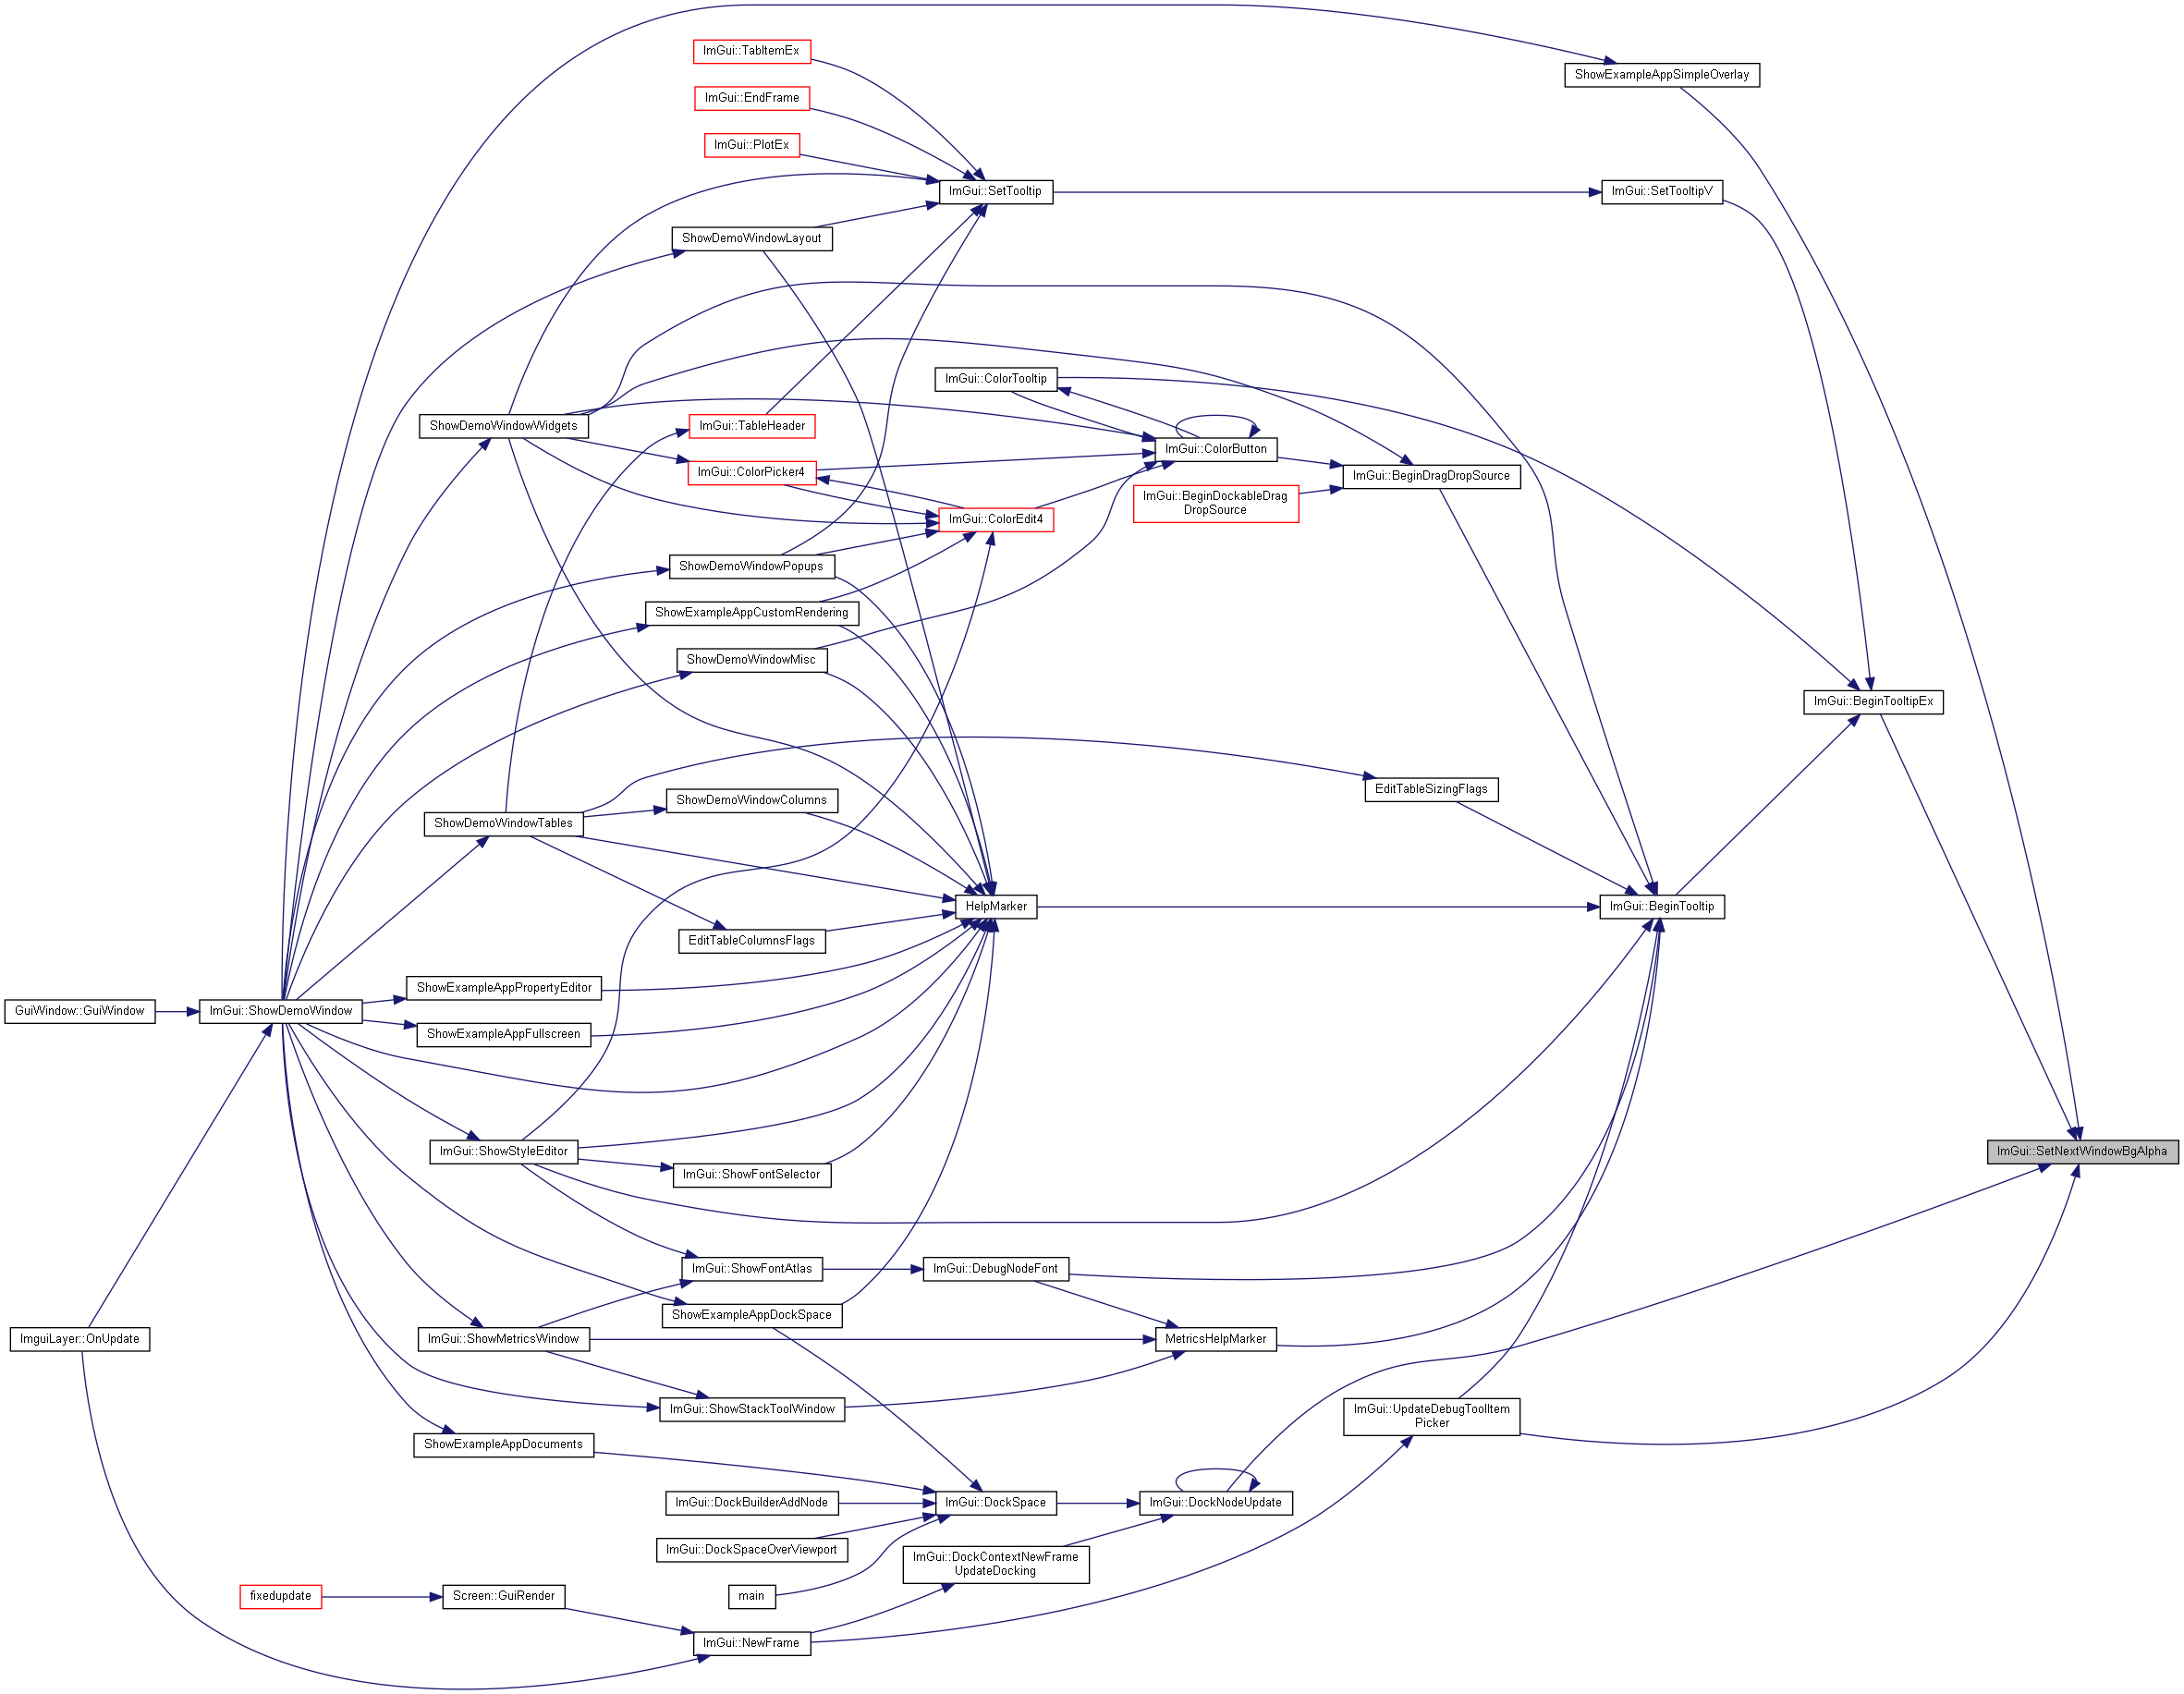 ImGui::TabItemEx
ShowExampleAppSimpleOverlay
ImGui::EndFrame
ImGui::PlotEx
ImGui::SetTooltip
ImGui::SetTooltipV
ShowDemoWindowLayout
ImGui::ColorTooltip
ShowDemoWindowWidgets
ImGui::TableHeader
ImGui::ColorButton
ImGui::ColorPicker4
ImGui::BeginDragDropSource
ImGui::BeginDockableDrag
DropSource
ImGui::ColorEdit4
ShowDemoWindowPopups
ShowExampleAppCustomRendering
ShowDemoWindowMisc
ImGui::BeginTooltipEx
EditTableSizingFlags
ShowDemoWindowColumns
ShowDemoWindowTables
HelpMarker
ImGui::BeginTooltip
EditTableColumnsFlags
ShowExampleAppPropertyEditor
GuiWindow::GuiWindow
ImGui::ShowDemoWindow
ShowExampleAppFullscreen
ImGui::ShowStyleEditor
ImGui::SetNextWindowBgAlpha
ImGui::ShowFontSelector
ImGui::ShowFontAtlas
ImGui::DebugNodeFont
ShowExampleAppDockSpace
ImguiLayer::OnUpdate
ImGui::ShowMetricsWindow
MetricsHelpMarker
ImGui::ShowStackToolWindow
ImGui::UpdateDebugToolItem
Picker
ShowExampleAppDocuments
ImGui::DockBuilderAddNode
ImGui::DockSpace
ImGui::DockNodeUpdate
ImGui::DockSpaceOverViewport
ImGui::DockContextNewFrame
UpdateDocking
fixedupdate
Screen::GuiRender
main
ImGui::NewFrame